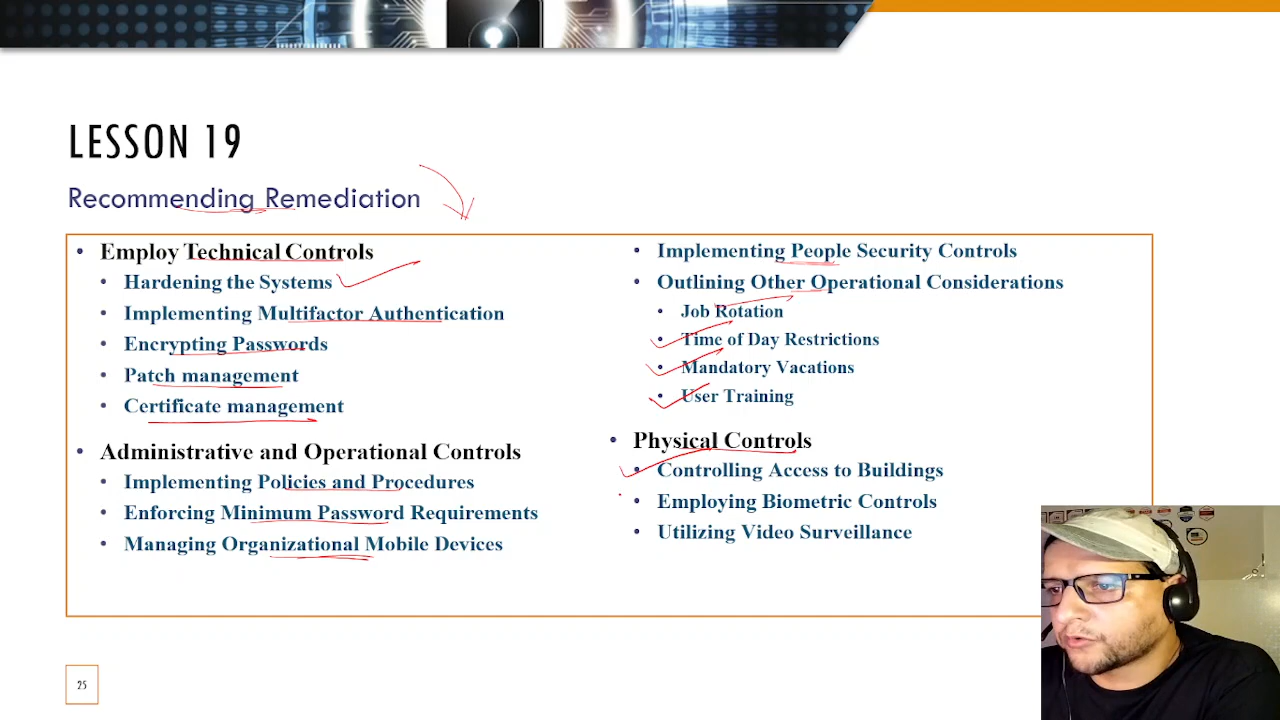 LESSON 19
Recommending Remediation
• Employ Technical Controls
• Hardening the Systems
• Implementing Multifactor Authentication
• Encrypting Passwords
• Patch management
• Certificate management
• Administrative and Operational Controls
• Implementing Policies and Procedures
• Enforcing Minimum Password Requirements
• Managing Organizational Mobile Devices
• Implementing People Security Controls
• Outlining Other Operational Considerations
• Job Rotation
• Time of Day Restrictions
• Mandatory Vacations
• User Training
• Physical Controls
• Controlling Access to Buildings
• Employing Biometric Controls
• Utilizing Video Surveillance
25